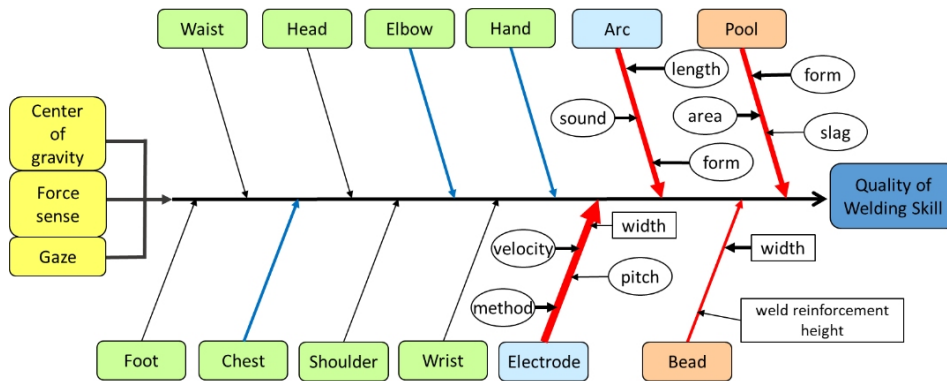 Waist
Head
Elbow
Hand
Arc
Pool
length
form
Center
of
gravity
area
sound
slag
form
Force
sense
Quality of
Welding Skill
width
velocity
width
Gaze
pitch
method
weld reinforcement
height
Foot
Chest
Shoulder
Wrist
Electrode
Bead